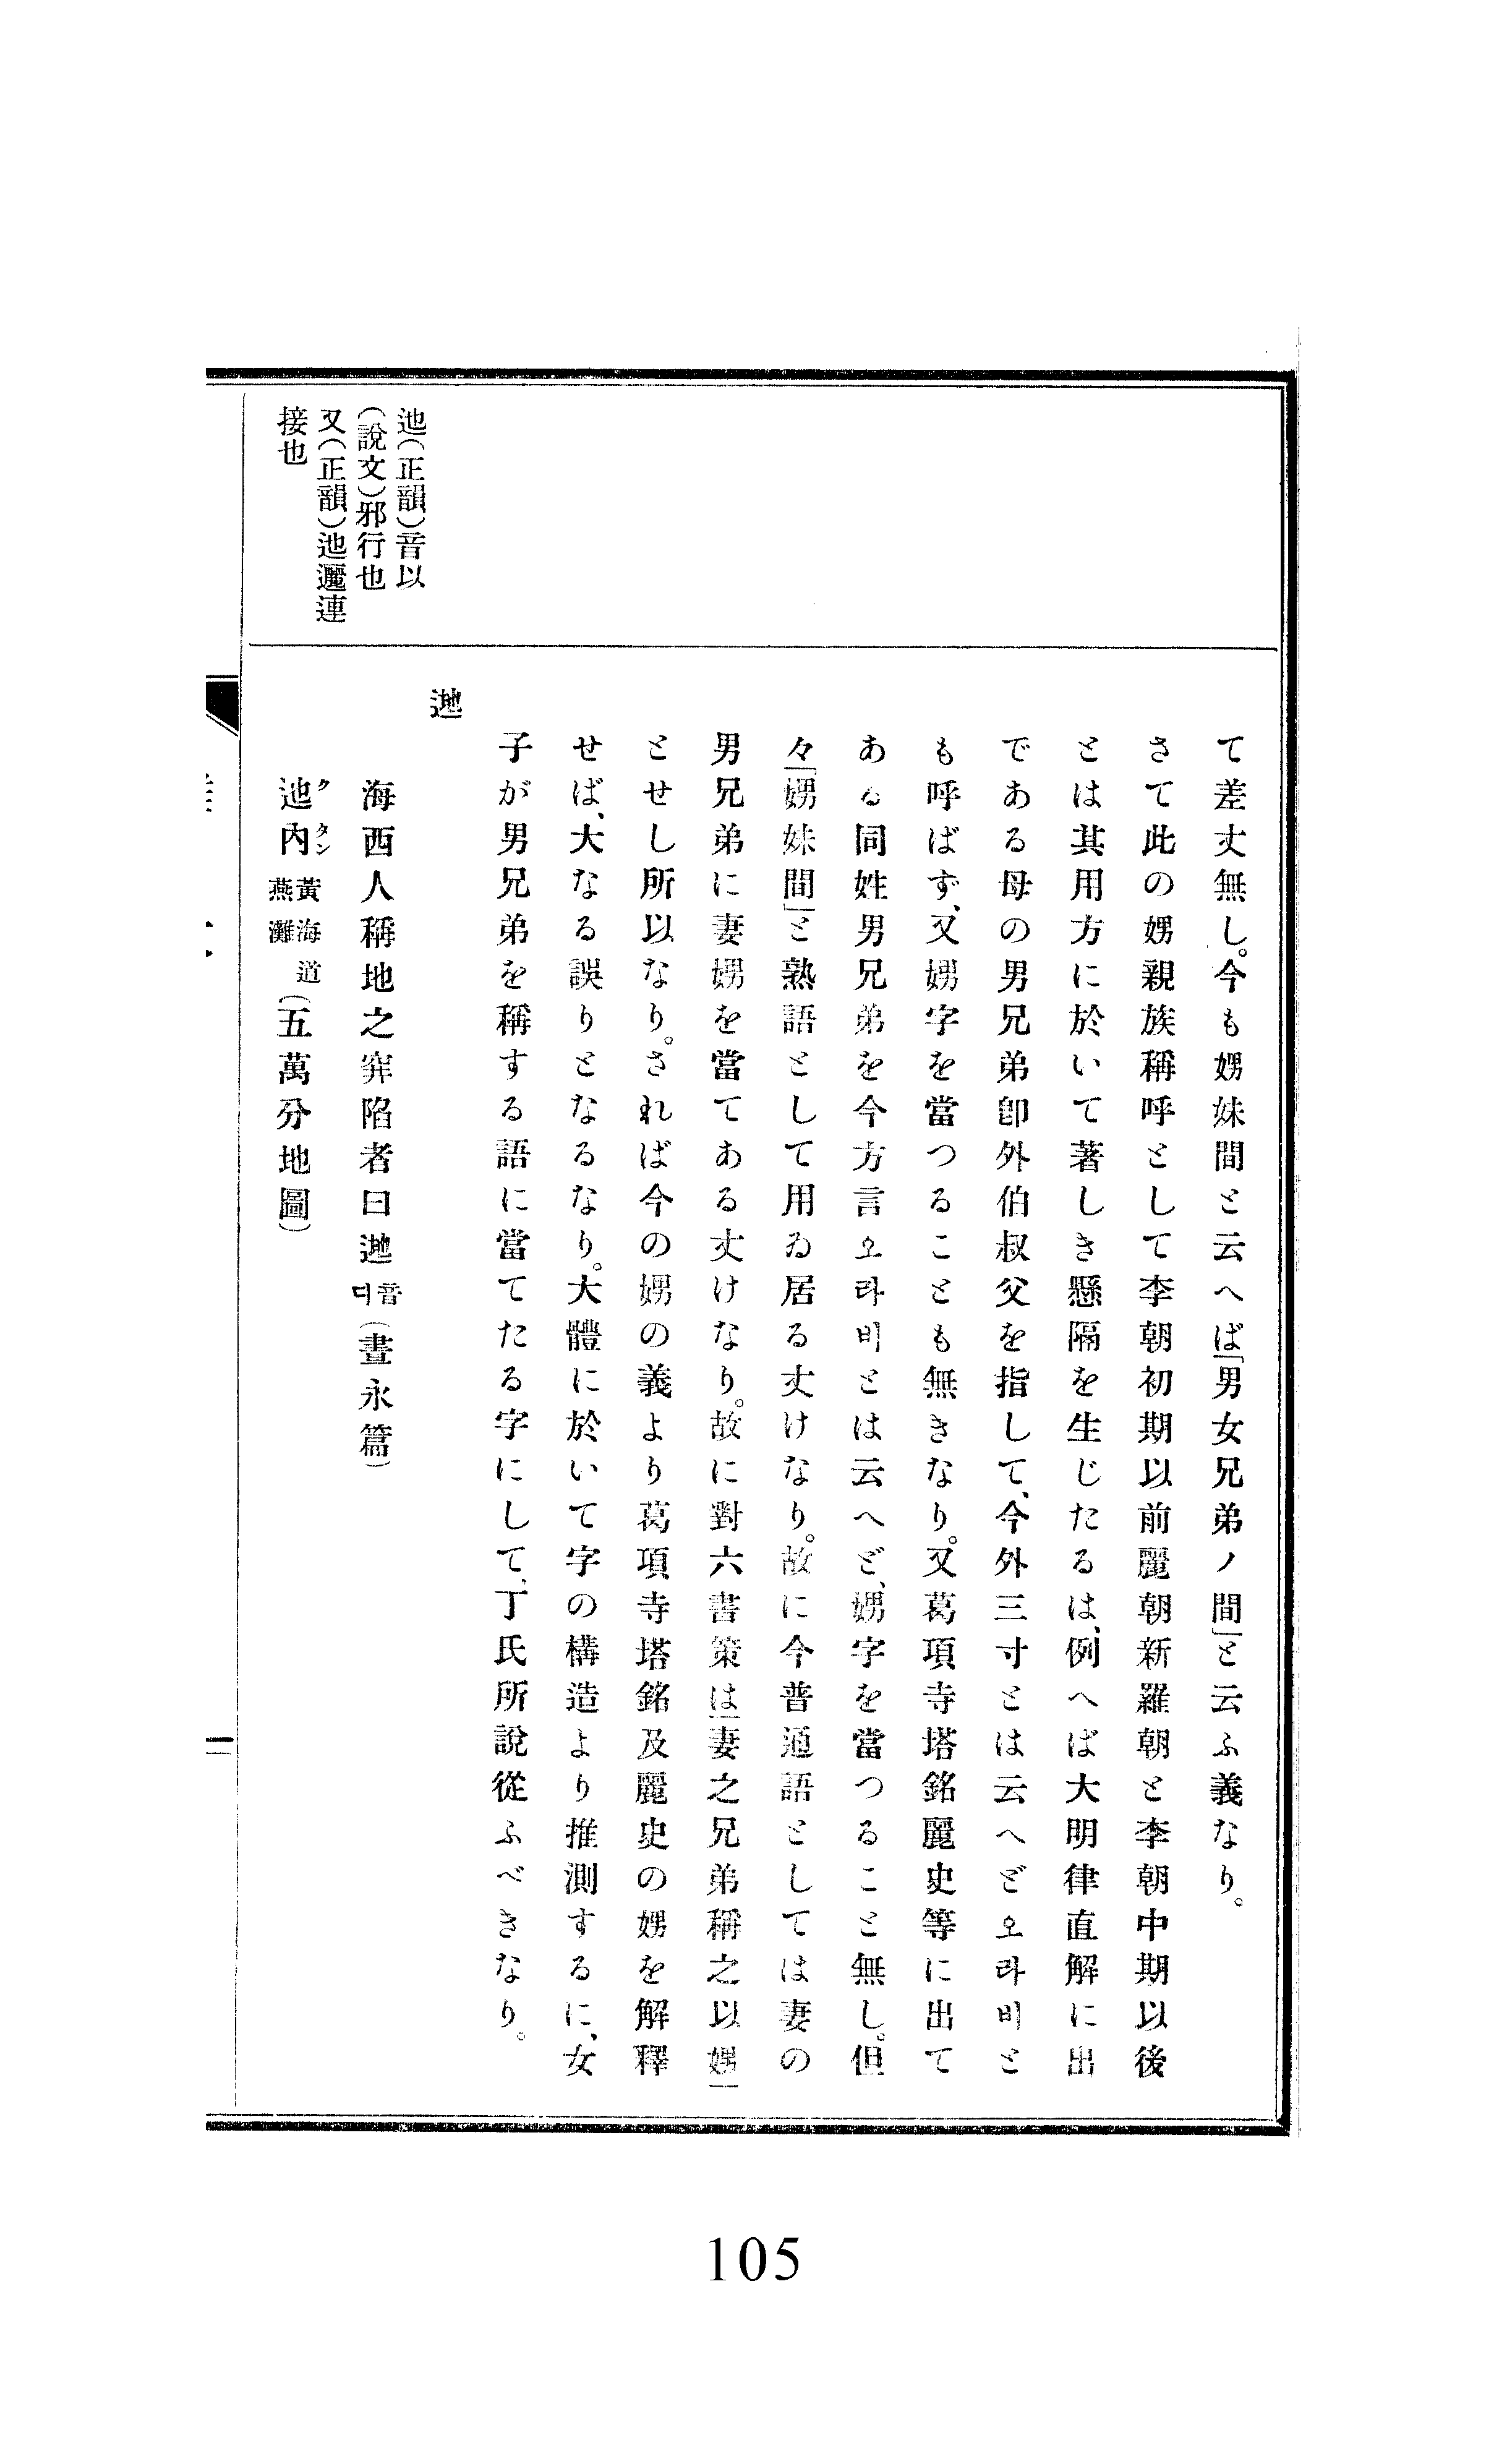 て差丈無し。今も娚妹間と云へば「男女兄弟ノ間」と云ふ義なり。
さて此の娚親族稱呼として李朝初期以前麗朝新羅朝と李朝中期以後
とは其用方に於いて著しき懸隔を生じたるは、例へば大明律直解に出
である母の男兄弟卽外伯叔父を指して、今外三寸とは云へど오라비と
も呼ばず、又娚字を當つることも無きなり。又葛項寺塔銘麗史等に出て
ある同姓男兄弟を今方言오라비とは云へど、娚字を當つること無し。但
々「娚妹間」と熟語として用ゐ居る丈けなり。故に今普通語としては妻の
男兄弟に妻娚を當てある丈けなり。故に對六書策は「妻之兄弟稱之以娚」
とせし所以なり。されば今の娚の義より葛項寺塔銘及麗史の娚を解釋
せば、大なる誤りとなるなり。大體に於いて字の構造より推測するに、女
子が男兄弟を稱する語に當てたる字にして、丁氏所說從ふべきなり。
迆(正韻)音以
(說文)邪行也
又(正韻)迆邐連
接也
海西人稱地之穽陷者曰 音디(晝永篇)
迆内 クタン 黃海道燕灘(五萬分地圖)
一
105